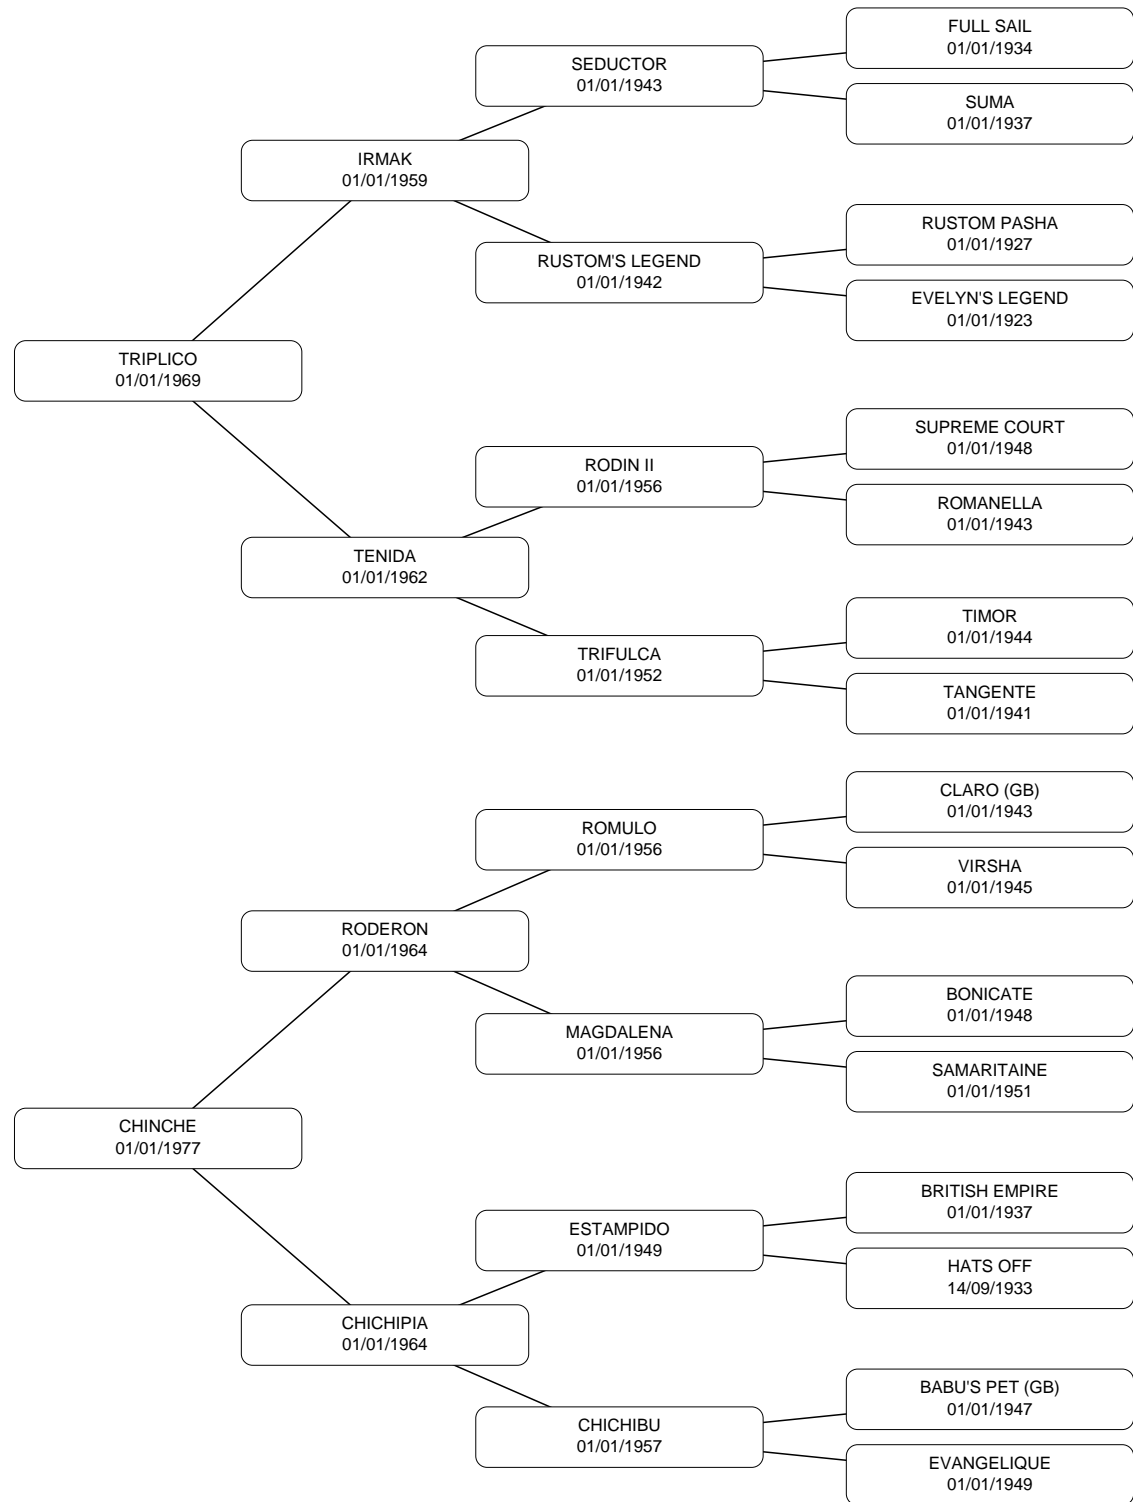 FULL SAIL
01/01/1934
SEDUCTOR
01/01/1943
SUMA
01/01/1937
IRMAK
01/01/1959
RUSTOM PASHA
01/01/1927
RUSTOM'S LEGEND
01/01/1942
EVELYN'S LEGEND
01/01/1923
TRIPLICO
01/01/1969
SUPREME COURT
01/01/1948
RODIN II
01/01/1956
ROMANELLA
01/01/1943
TENIDA
01/01/1962
TIMOR
01/01/1944
TRIFULCA
01/01/1952
TANGENTE
01/01/1941
CLARO (GB)
01/01/1943
ROMULO
01/01/1956
VIRSHA
01/01/1945
RODERON
01/01/1964
BONICATE
01/01/1948
MAGDALENA
01/01/1956
SAMARITAINE
01/01/1951
CHINCHE
01/01/1977
BRITISH EMPIRE
01/01/1937
ESTAMPIDO
01/01/1949
HATS OFF
14/09/1933
CHICHIPIA
01/01/1964
BABU'S PET (GB)
01/01/1947
CHICHIBU
01/01/1957
EVANGELIQUE
01/01/1949